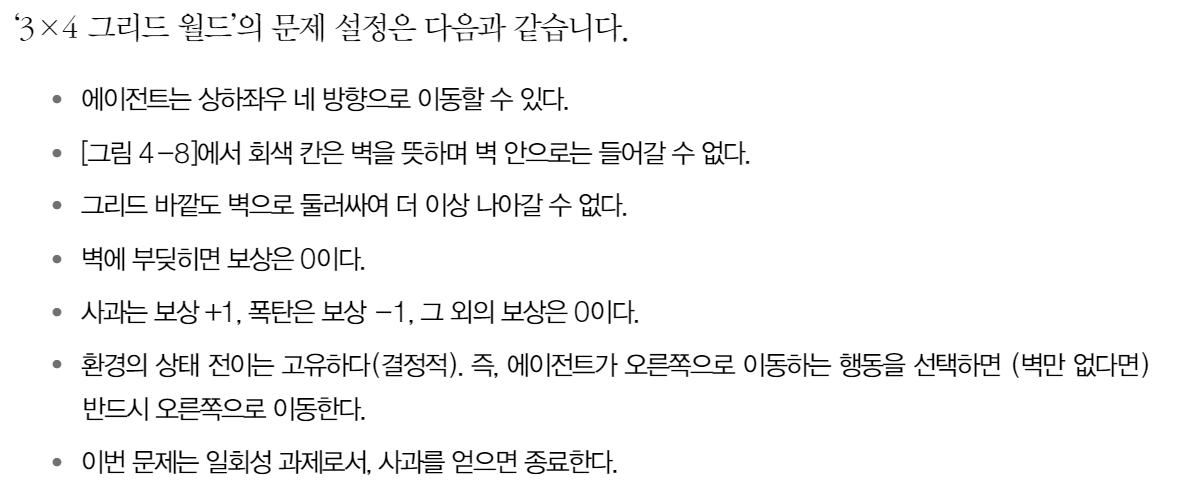 ‘3×4 그리드 월드’의 문제 설정은 다음과 같습니다.
• 에이전트는 상하좌우 네 방향으로 이동할 수 있다.
• [그림 4-8]에서 회색 칸은 벽을 뜻하며 벽 안으로는 들어갈 수 없다.
• 그리드 바깥도 벽으로 둘러싸여 더 이상 나아갈 수 없다.
• 벽에 부딪히면 보상은 0이다.
• 사과는 보상 +1, 폭탄은 보상 -1, 그 외의 보상은 0이다.
• 환경의 상태 전이는 고유하다(결정적). 즉, 에이전트가 오른쪽으로 이동하는 행동을 선택하면 (벽만 없다면)
반드시 오른쪽으로 이동한다.
• 이번 문제는 일회성 과제로서, 사과를 얻으면 종료한다.